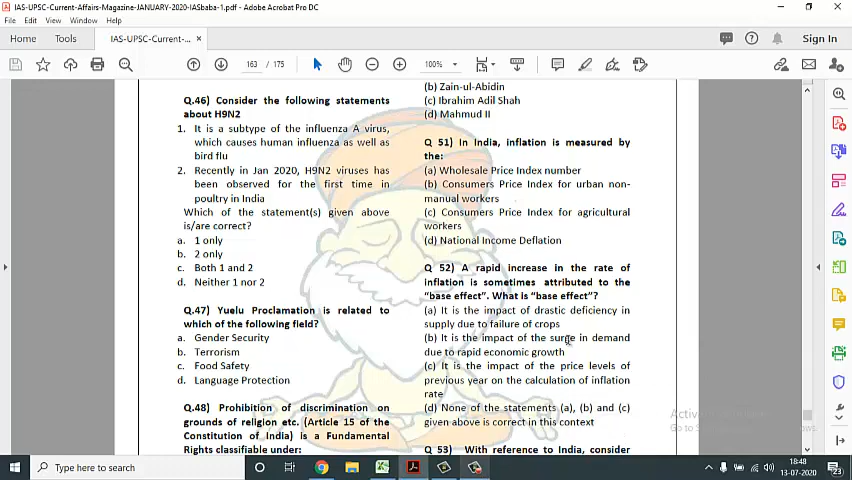 IAS-UPSC-Current-Affairs-Magazine-JANUARY-2020-IASbaba-1.pdf - Adobe Acrobat Pro DC
File Edit View Window Help
Home Tools IAS-UPSC-Current-... × Sign In
163 / 175 100%
Q.46) Consider the following statements
about H9N2
1. It is a subtype of the influenza A virus,
which causes human influenza as well as
bird flu
2. Recently in Jan 2020, H9N2 viruses has
been observed for the first time in
poultry in India
Which of the statement(s) given above
is/are correct?
a. 1 only
b. 2 only
c. Both 1 and 2
d. Neither 1 nor 2
Q.47) Yuelu Proclamation is related to
which of the following field?
a. Gender Security
b. Terrorism
c. Food Safety
d. Language Protection
Q.48) Prohibition of discrimination on
grounds of religion etc. (Article 15 of the
Constitution of India) is a Fundamental
Rights classifiable under:
(b) Zain-ul-Abidin
(c) Ibrahim Adil Shah
(d) Mahmud II
Q 51) In India, inflation is measured by
the:
(a) Wholesale Price Index number
(b) Consumers Price Index for urban non-
manual workers
(c) Consumers Price Index for agricultural
workers
(d) National Income Deflation
Q 52) A rapid increase in the rate of
inflation is sometimes attributed to the
"base effect". What is "base effect"?
(a) It is the impact of drastic deficiency in
supply due to failure of crops
(b) It is the impact of the surge in demand
due to rapid economic growth
(c) It is the impact of the price levels of
previous year on the calculation of inflation
rate
(d) None of the statements (a), (b) and (c)
given above is correct in this context
Q 53) With reference to India, consider
Type here to search
18:48
13-07-2020
23